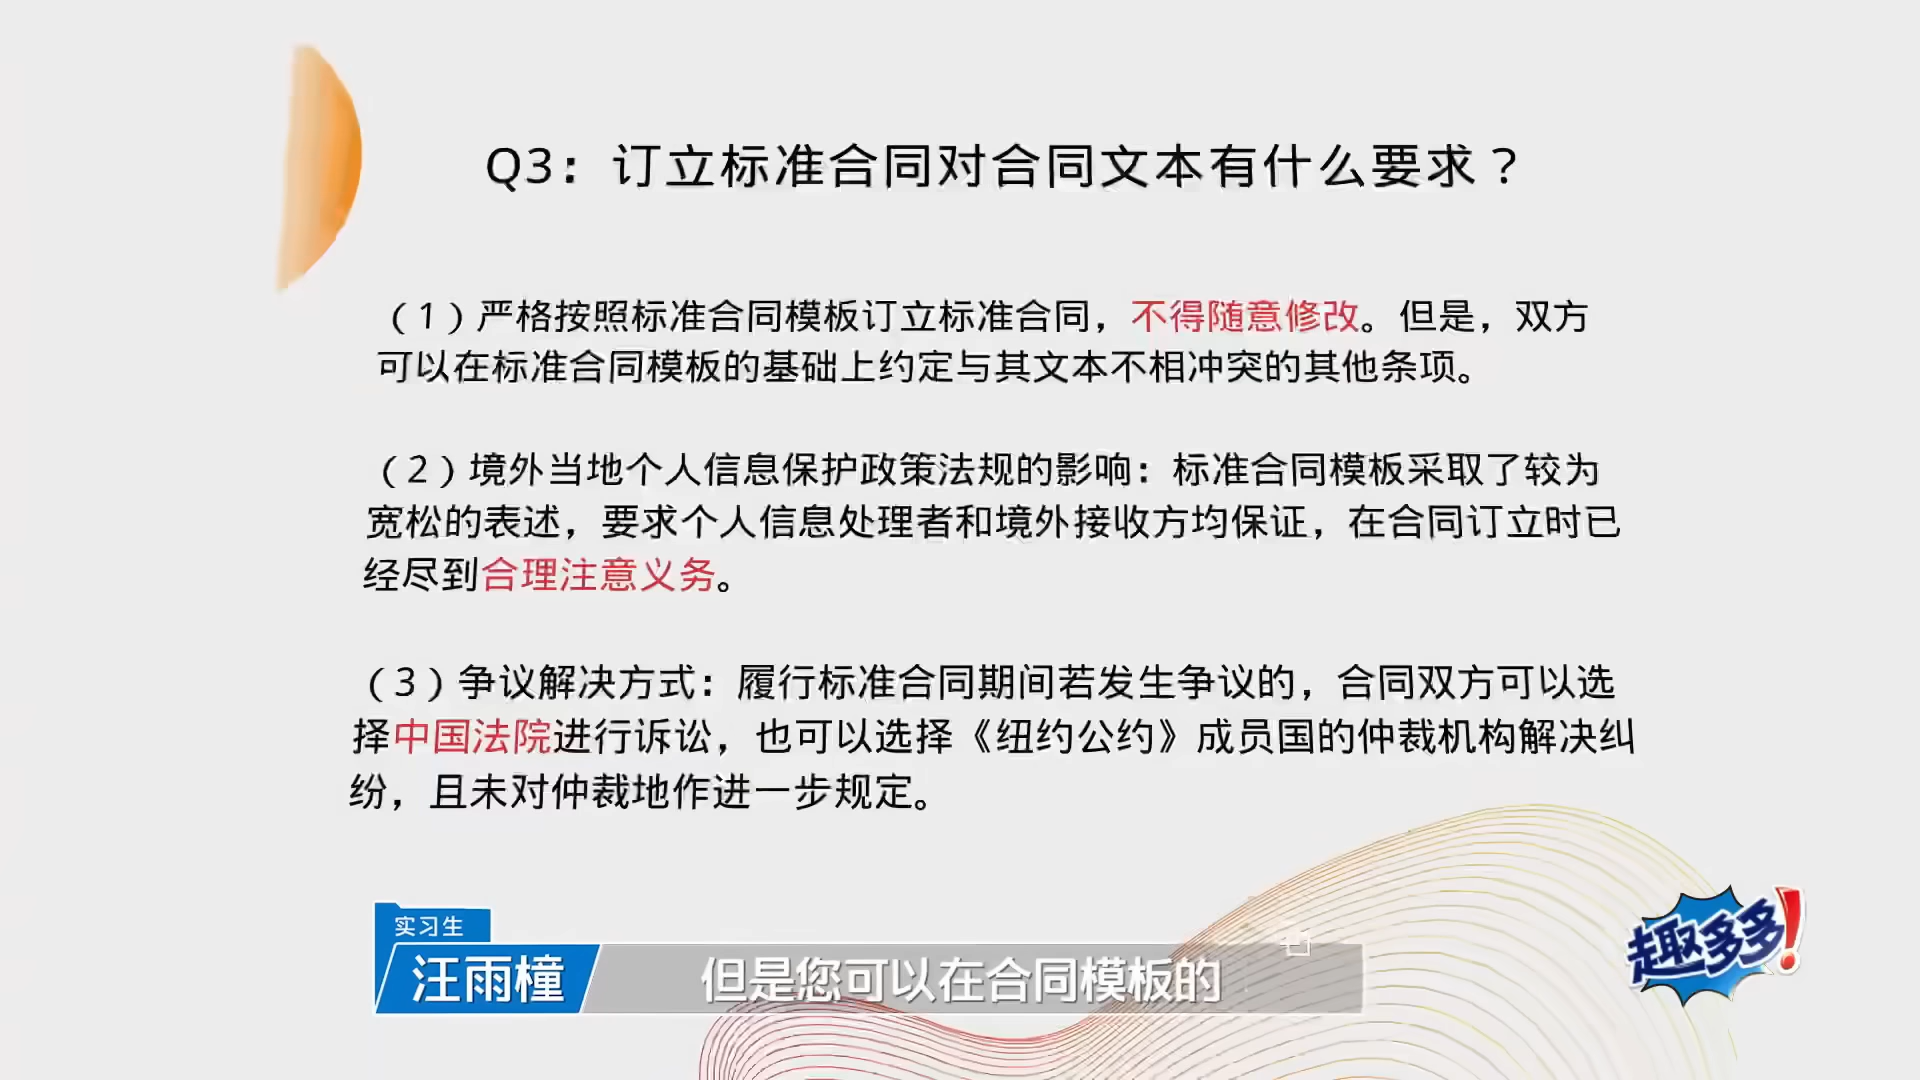 Q3：订立标准合同对合同文本有什么要求？
（1）严格按照标准合同模板订立标准合同，不得随意修改。但是，双方
可以在标准合同模板的基础上约定与其文本不相冲突的其他条项。
（2）境外当地个人信息保护政策法规的影响：标准合同模板采取了较为
宽松的表述，要求个人信息处理者和境外接收方均保证，在合同订立时已
经尽到合理注意义务。
（3）争议解决方式：履行标准合同期间若发生争议的，合同双方可以选
择中国法院进行诉讼，也可以选择《纽约公约》成员国的仲裁机构解决纠
纷，且未对仲裁地作进一步规定。
实习生
汪雨橦
但是您可以在合同模板的
趣多多!